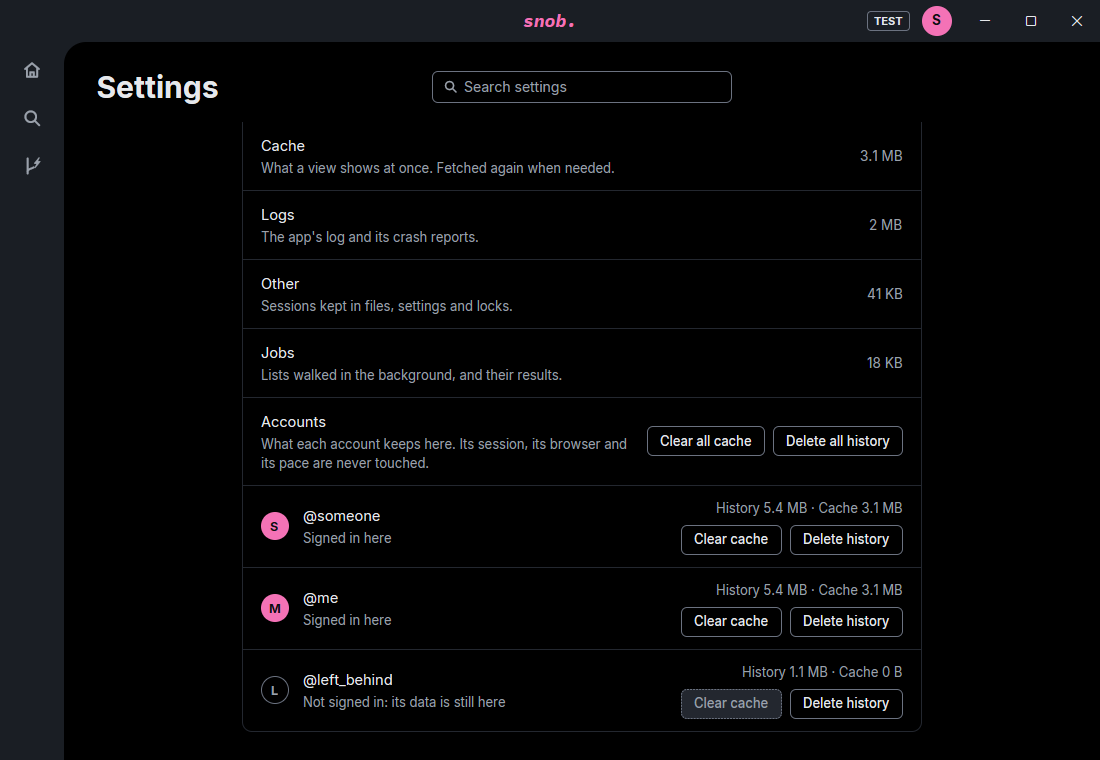 snob.
TEST
S
Settings
Search settings
Cache
What a view shows at once. Fetched again when needed.
3.1 MB
Logs
The app's log and its crash reports.
2 MB
Other
Sessions kept in files, settings and locks.
41 KB
Jobs
Lists walked in the background, and their results.
18 KB
Accounts
What each account keeps here. Its session, its browser and
its pace are never touched.
Clear all cache
Delete all history
S
@someone
Signed in here
History 5.4 MB · Cache 3.1 MB
Clear cache
Delete history
M
@me
Signed in here
History 5.4 MB · Cache 3.1 MB
Clear cache
Delete history
L
@left_behind
Not signed in: its data is still here
History 1.1 MB · Cache 0 B
Clear cache
Delete history